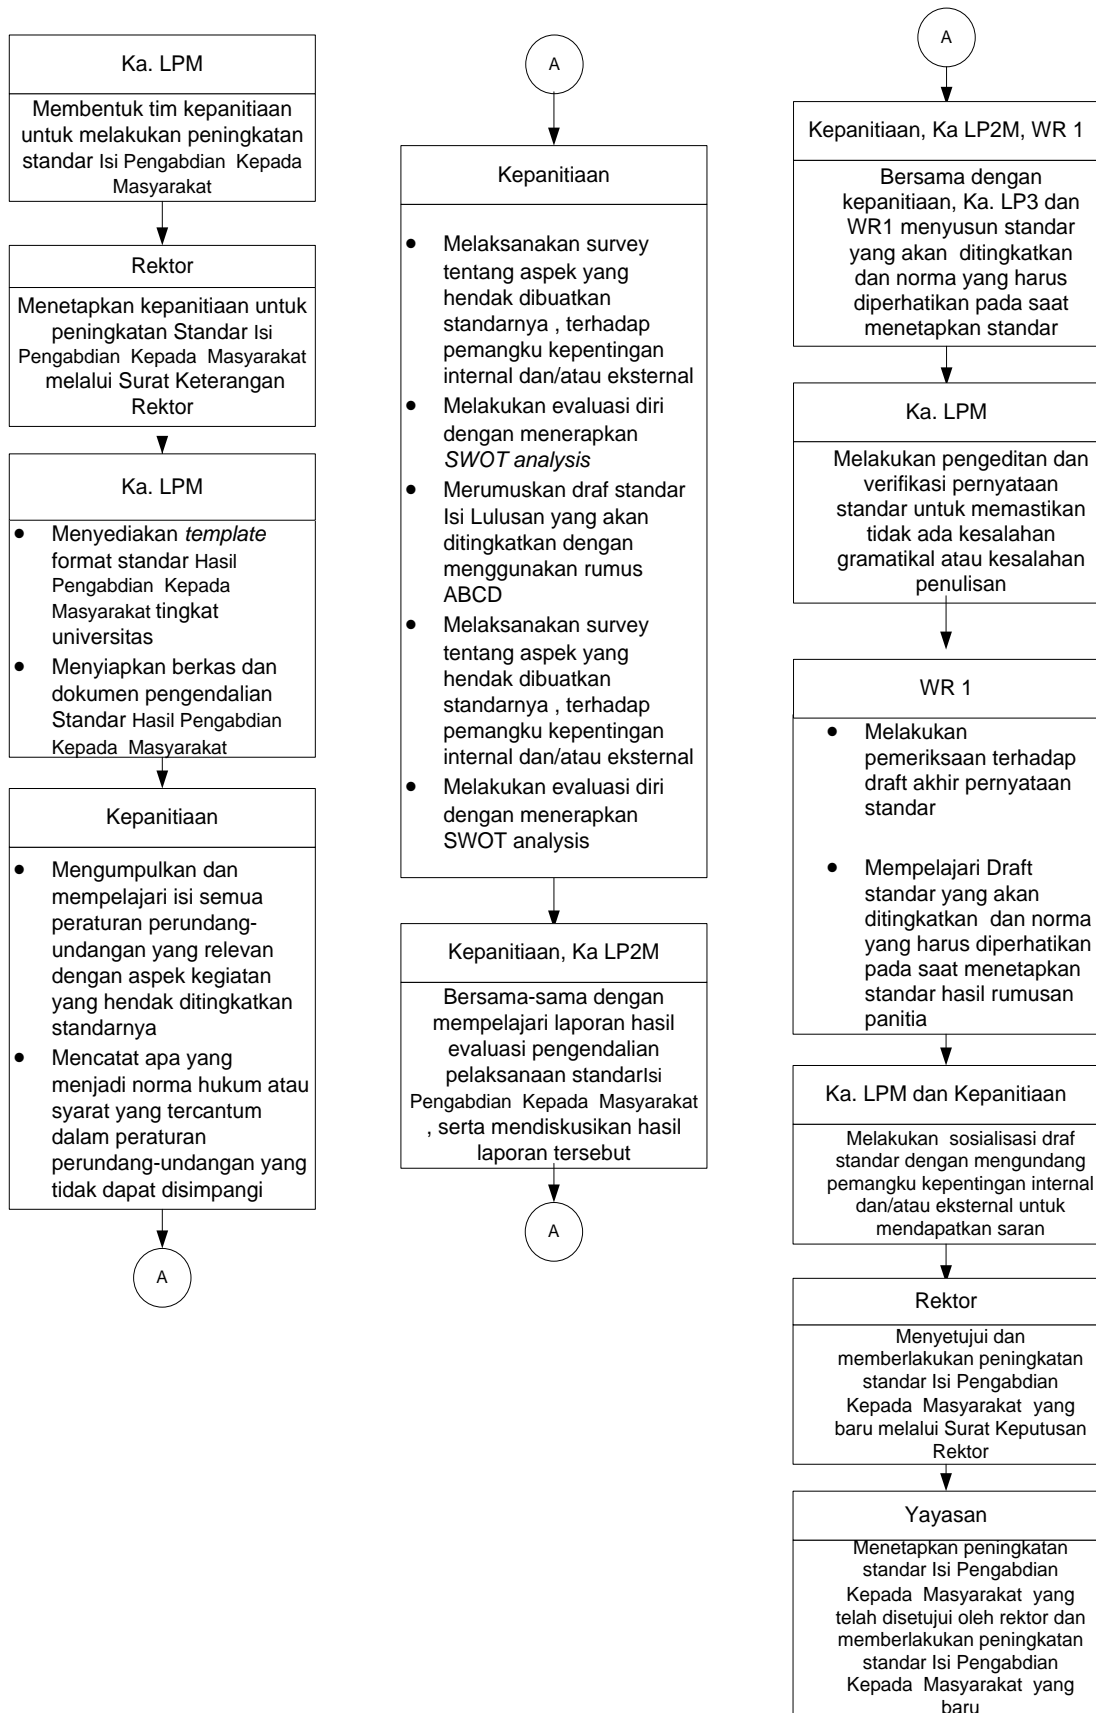 Ka. LPM
Membentuk tim kepanitiaan
untuk melakukan peningkatan
standar Isi Pengabdian Kepada
Masyarakat
Rektor
Menetapkan kepanitiaan untuk
peningkatan Standar Isi
Pengabdian Kepada Masyarakat
melalui Surat Keterangan
Rektor
Ka. LPM
• Menyediakan template
format standar Hasil
Pengabdian Kepada
Masyarakat tingkat
universitas
• Menyiapkan berkas dan
dokumen pengendalian
Standar Hasil Pengabdian
Kepada Masyarakat
Kepanitiaan
• Mengumpulkan dan
mempelajari isi semua
peraturan perundang-
undangan yang relevan
dengan aspek kegiatan
yang hendak ditingkatkan
standarnya
• Mencatat apa yang
menjadi norma hukum atau
syarat yang tercantum
dalam peraturan
perundang-undangan yang
tidak dapat disimpangi
A
A
Kepanitiaan
• Melaksanakan survey
tentang aspek yang
hendak dibuatkan
standarnya , terhadap
pemangku kepentingan
internal dan/atau eksternal
• Melakukan evaluasi diri
dengan menerapkan
SWOT analysis
• Merumuskan draf standar
Isi Lulusan yang akan
ditingkatkan dengan
menggunakan rumus
ABCD
• Melaksanakan survey
tentang aspek yang
hendak dibuatkan
standarnya , terhadap
pemangku kepentingan
internal dan/atau eksternal
• Melakukan evaluasi diri
dengan menerapkan
SWOT analysis
Kepanitiaan, Ka LP2M
Bersama-sama dengan
mempelajari laporan hasil
evaluasi pengendalian
pelaksanaan standarIsi
Pengabdian Kepada Masyarakat
, serta mendiskusikan hasil
laporan tersebut
A
A
Kepanitiaan, Ka LP2M, WR 1
Bersama dengan
kepanitiaan, Ka. LP3 dan
WR1 menyusun standar
yang akan ditingkatkan
dan norma yang harus
diperhatikan pada saat
menetapkan standar
Ka. LPM
Melakukan pengeditan dan
verifikasi pernyataan
standar untuk memastikan
tidak ada kesalahan
gramatikal atau kesalahan
penulisan
WR 1
• Melakukan
pemeriksaan terhadap
draft akhir pernyataan
standar
• Mempelajari Draft
standar yang akan
ditingkatkan dan norma
yang harus diperhatikan
pada saat menetapkan
standar hasil rumusan
panitia
Ka. LPM dan Kepanitiaan
Melakukan sosialisasi draf
standar dengan mengundang
pemangku kepentingan internal
dan/atau eksternal untuk
mendapatkan saran
Rektor
Menyetujui dan
memberlakukan peningkatan
standar Isi Pengabdian
Kepada Masyarakat yang
baru melalui Surat Keputusan
Rektor
Yayasan
Menetapkan peningkatan
standar Isi Pengabdian
Kepada Masyarakat yang
telah disetujui oleh rektor dan
memberlakukan peningkatan
standar Isi Pengabdian
Kepada Masyarakat yang
baru